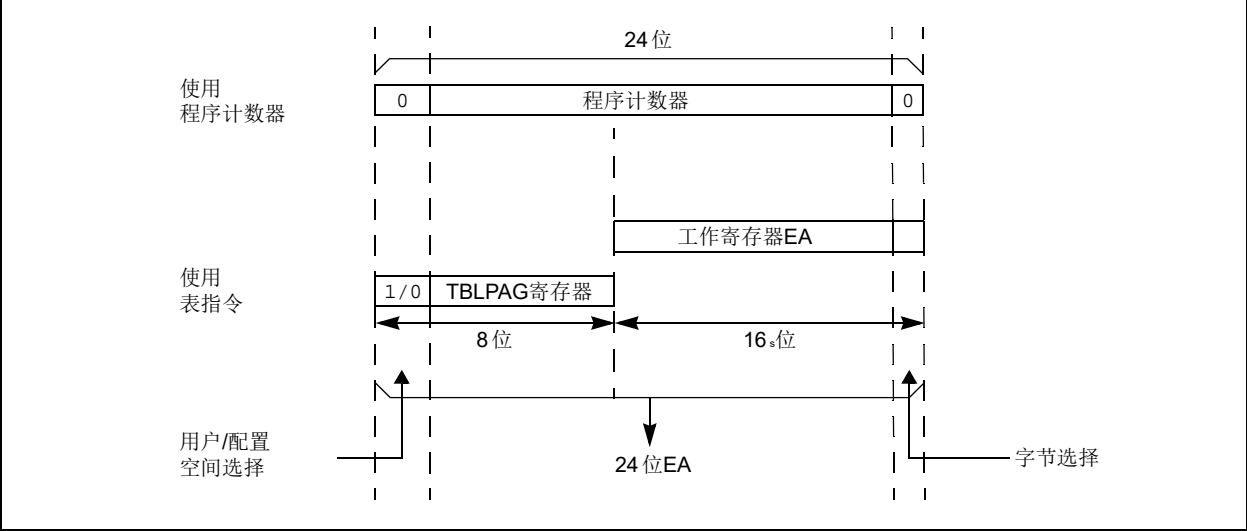 24位
使用
程序计数器
0 程序计数器 0
工作寄存器EA
使用
表指令
1/0 TBLPAG寄存器
8位 16s位
用户/配置
空间选择
24位EA
字节选择